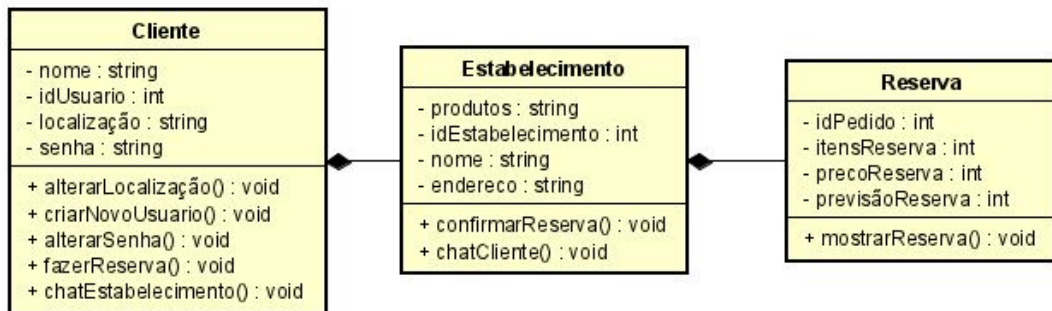 Cliente
- nome : string
- idUsuario : int
- localização : string
- senha : string
+ alterarLocalização() : void
+ criarNovoUsuario() : void
+ alterarSenha() : void
+ fazerReserva() : void
+ chatEstabelecimento() : void
Estabelecimento
- produtos : string
- idEstabelecimento : int
- nome : string
- endereco : string
+ confirmarReserva() : void
+ chatCliente() : void
Reserva
- idPedido : int
- itensReserva : int
- precoReserva : int
- previsãoReserva : int
+ mostrarReserva() : void